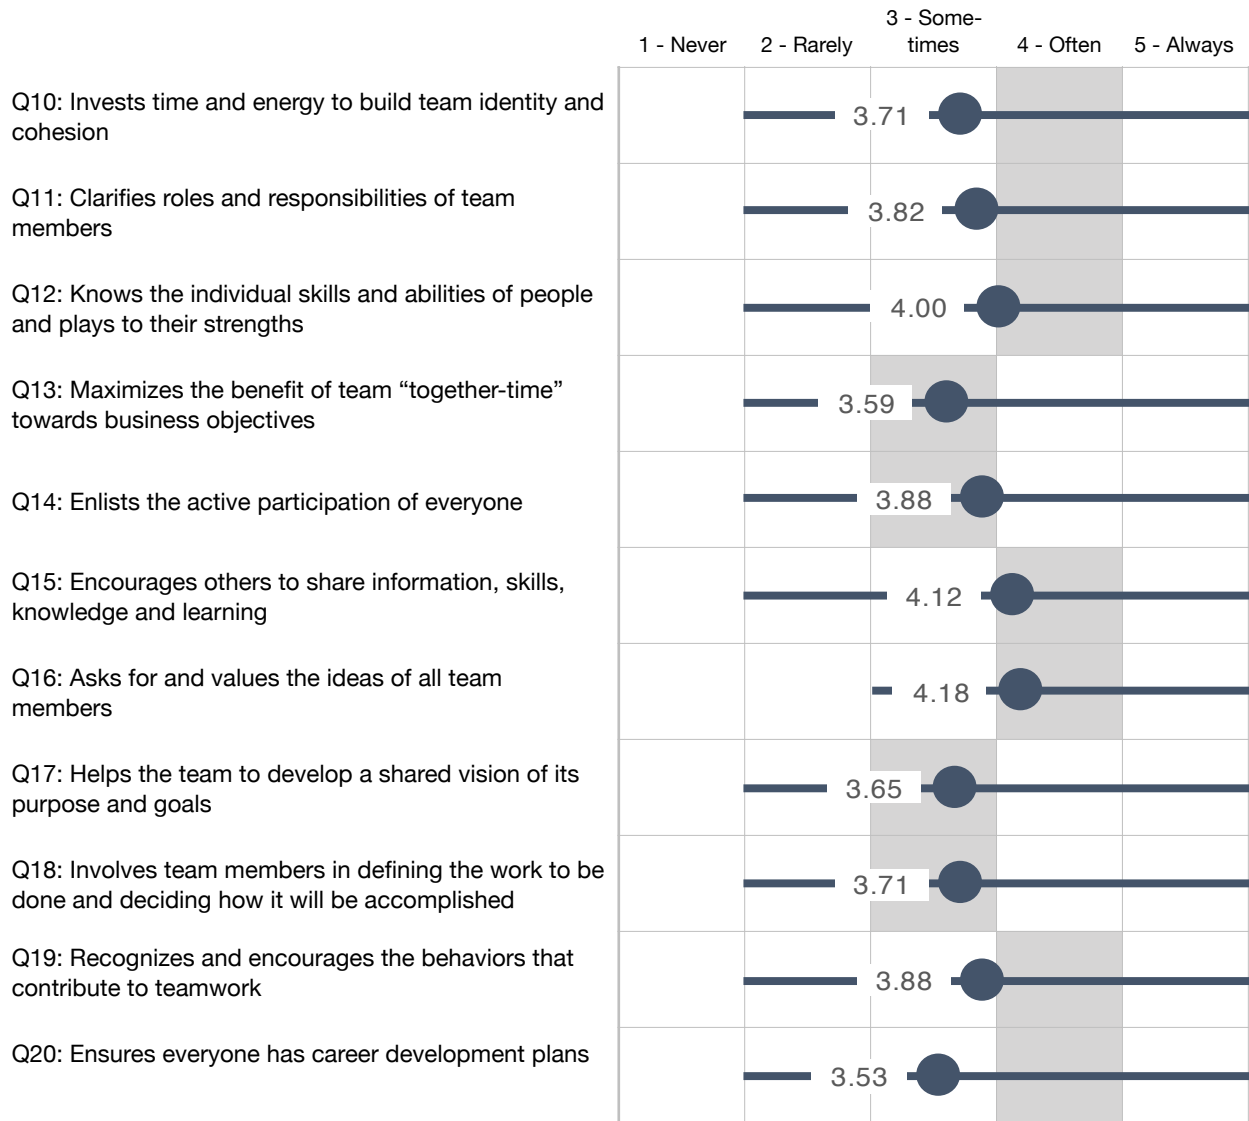 3 - Some-
1 - Never 2 - Rarely times 4 - Often 5 - Always
Q10: Invests time and energy to build team identity and
cohesion
3.71
Q11: Clarifies roles and responsibilities of team
members
3.82
Q12: Knows the individual skills and abilities of people
and plays to their strengths
4.00
Q13: Maximizes the benefit of team “together-time”
towards business objectives
3.59
Q14: Enlists the active participation of everyone
3.88
Q15: Encourages others to share information, skills,
knowledge and learning
4.12
Q16: Asks for and values the ideas of all team
members
4.18
Q17: Helps the team to develop a shared vision of its
purpose and goals
3.65
Q18: Involves team members in defining the work to be
done and deciding how it will be accomplished
3.71
Q19: Recognizes and encourages the behaviors that
contribute to teamwork
3.88
Q20: Ensures everyone has career development plans
3.53